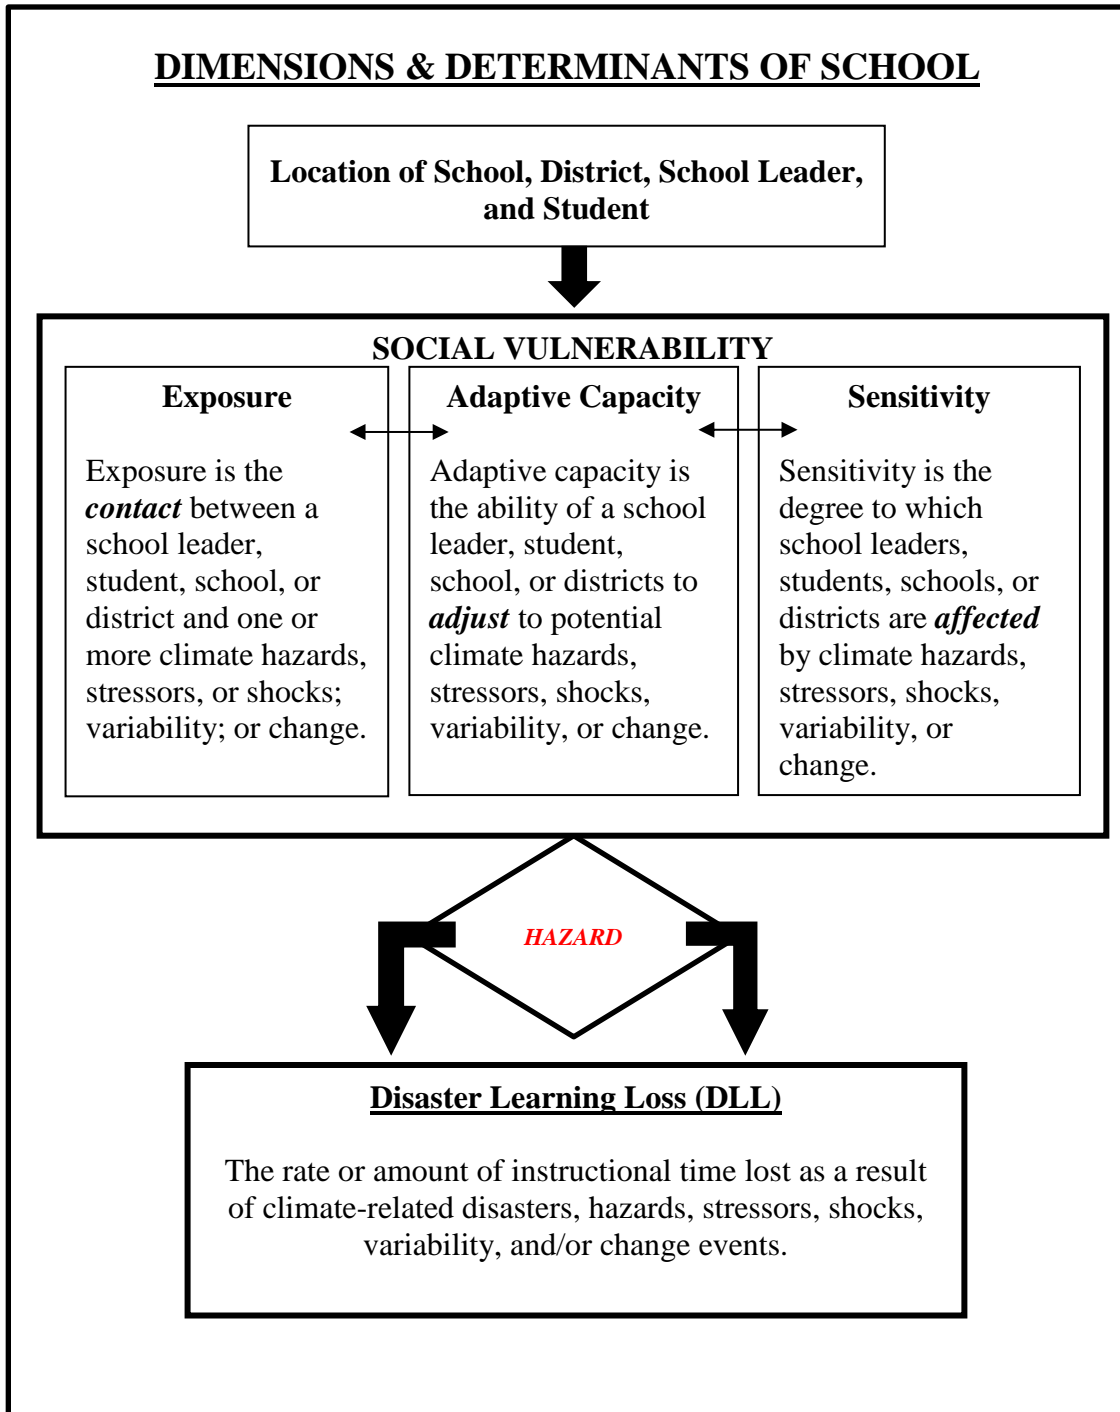 DIMENSIONS & DETERMINANTS OF SCHOOL
Location of School, District, School Leader,
and Student
SOCIAL VULNERABILITY
Exposure
Exposure is the
contact between a
school leader,
student, school, or
district and one or
more climate hazards,
stressors, or shocks;
variability; or change.
Adaptive Capacity
Adaptive capacity is
the ability of a school
leader, student,
school, or districts to
adjust to potential
climate hazards,
stressors, shocks,
variability, or change.
Sensitivity
Sensitivity is the
degree to which
school leaders,
students, schools, or
districts are affected
by climate hazards,
stressors, shocks,
variability, or
change.
HAZARD
Disaster Learning Loss (DLL)
The rate or amount of instructional time lost as a result
of climate-related disasters, hazards, stressors, shocks,
variability, and/or change events.